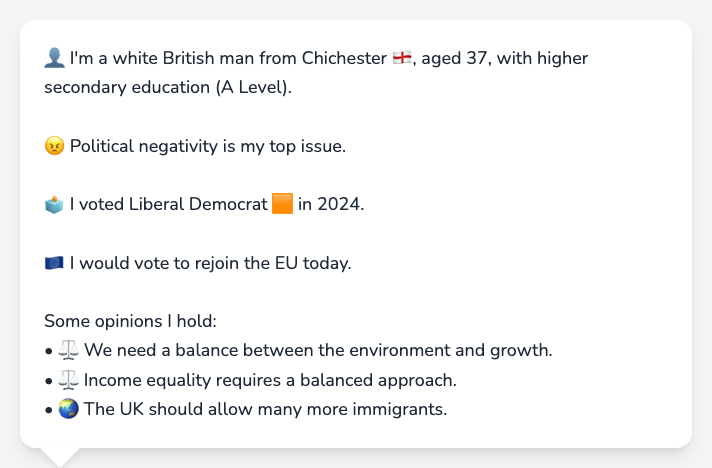 👤 I'm a white British man from Chichester 🏴󠁧󠁢󠁥󠁮󠁧󠁿, aged 37, with higher
secondary education (A Level).
😠 Political negativity is my top issue.
🗳️ I voted Liberal Democrat 🟧 in 2024.
🇪🇺 I would vote to rejoin the EU today.
Some opinions I hold:
• ⚖️ We need a balance between the environment and growth.
• ⚖️ Income equality requires a balanced approach.
• 🌏 The UK should allow many more immigrants.